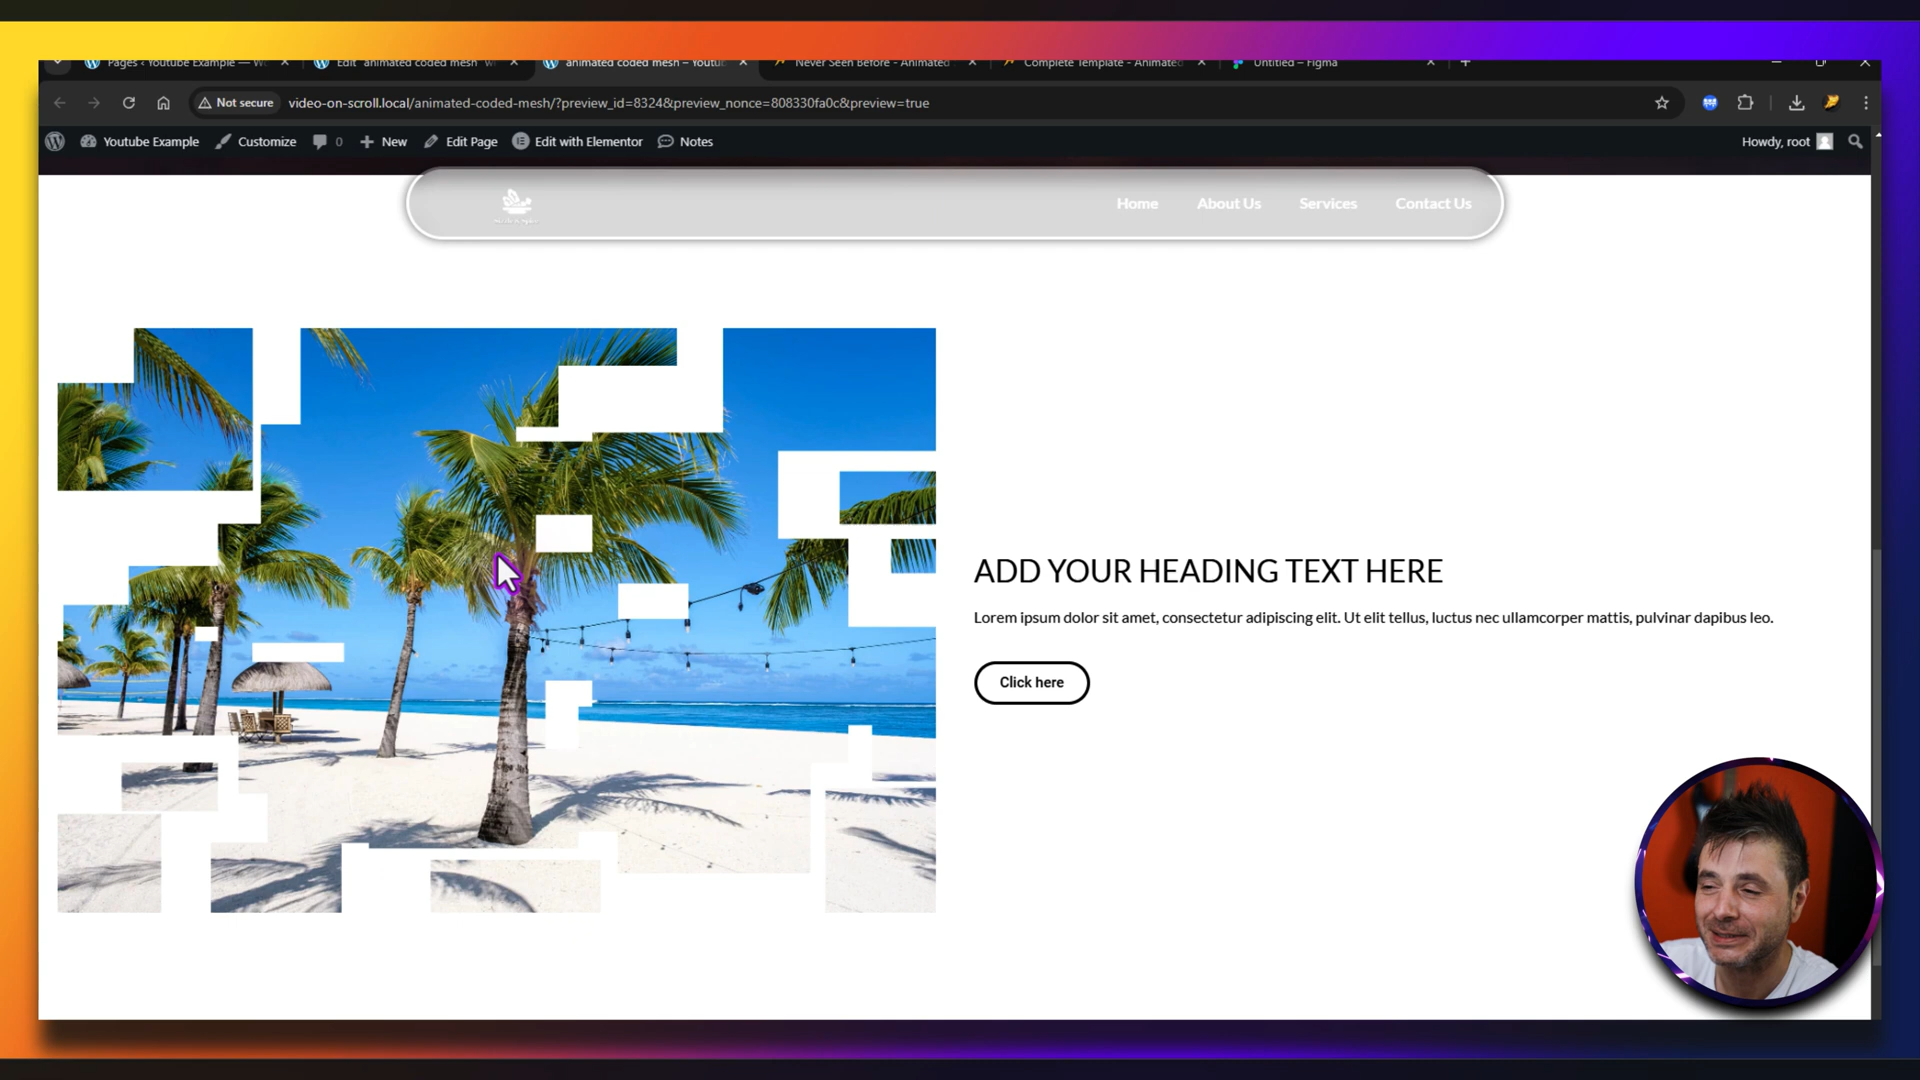 Pages ‹ Youtube Example — W
Edit "animated coded mesh" w
animated coded mesh – Youtu
Never Seen Before - Animated
Complete Template - Animated
Untitled – Figma
Not secure
video-on-scroll.local/animated-coded-mesh/?preview_id=8324&preview_nonce=808330fa0c&preview=true
Youtube Example
Customize
0
New
Edit Page
Edit with Elementor
Notes
Howdy, root
Home
About Us
Services
Contact Us
ADD YOUR HEADING TEXT HERE
Lorem ipsum dolor sit amet, consectetur adipiscing elit. Ut elit tellus, luctus nec ullamcorper mattis, pulvinar dapibus leo.
Click here